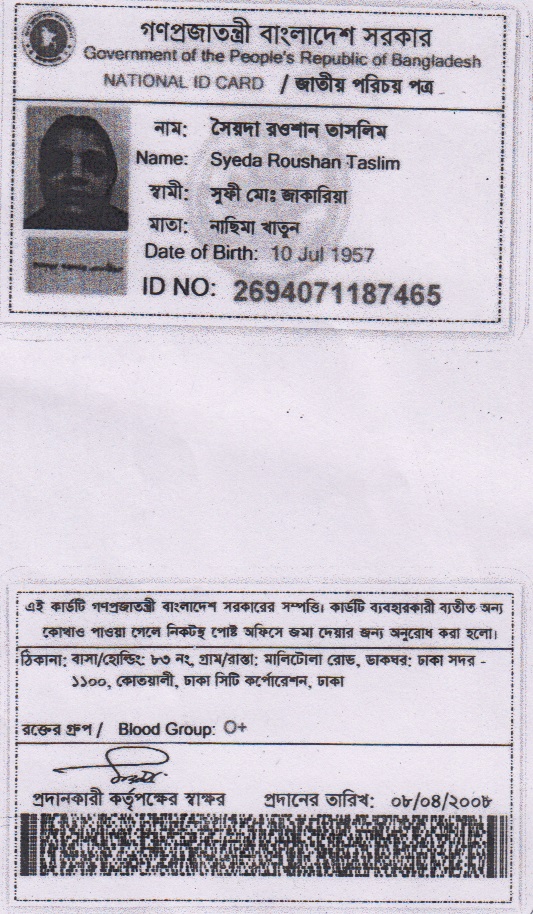 গণপ্রজাতন্ত্রী বাংলাদেশ সরকার
Government of the People's Republic of Bangladesh
NATIONAL ID CARD / জাতীয় পরিচয় পত্র
নাম: সৈয়দা রওশান তাসলিম
Name: Syeda Roushan Taslim
স্বামী: সুফী মোঃ জাকারিয়া
মাতা: নাছিমা খাতুন
Date of Birth: 10 Jul 1957
ID NO: 2694071187465
এই কার্ডটি গণপ্রজাতন্ত্রী বাংলাদেশ সরকারের সম্পত্তি। কার্ডটি ব্যবহারকারী ব্যতীত অন্য
কোথাও পাওয়া গেলে নিকটস্থ পোষ্ট অফিসে জমা দেয়ার জন্য অনুরোধ করা হলো।
ঠিকানা: বাসা/হোল্ডিং: ৮৩ নং, গ্রাম/রাস্তা: মালিটোলা রোড, ডাকঘর: ঢাকা সদর -
১১০০, কোতয়ালী, ঢাকা সিটি কর্পোরেশন, ঢাকা
রক্তের গ্রুপ / Blood Group: O+
প্রদানকারী কর্তৃপক্ষের স্বাক্ষর প্রদানের তারিখ: ০৮/০৪/২০০৮